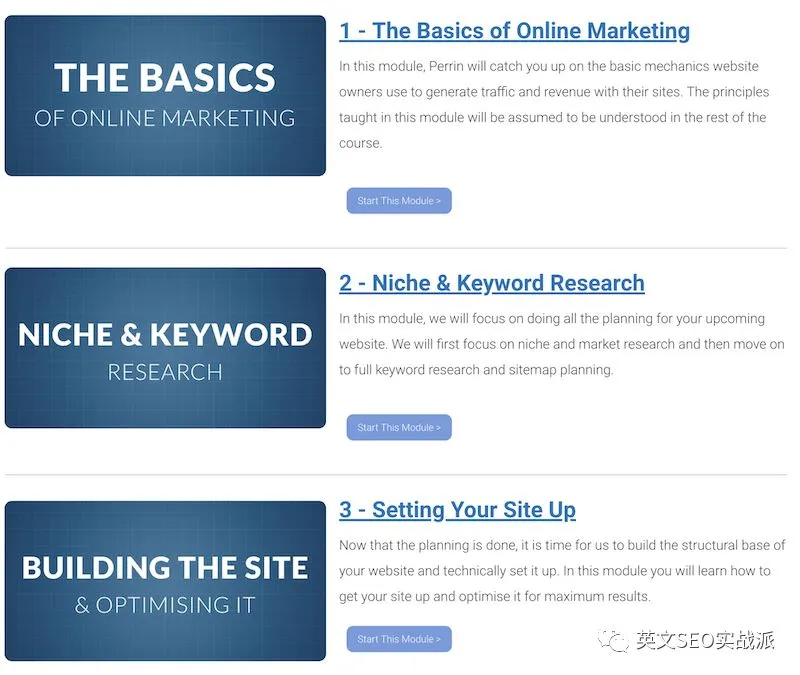 THE BASICS
OF ONLINE MARKETING
1 - The Basics of Online Marketing
In this module, Perrin will catch you up on the basic mechanics website
owners use to generate traffic and revenue with their sites. The principles
taught in this module will be assumed to be understood in the rest of the
course.
Start This Module >
NICHE & KEYWORD
RESEARCH
2 - Niche & Keyword Research
In this module, we will focus on doing all the planning for your upcoming
website. We will first focus on niche and market research and then move on
to full keyword research and sitemap planning.
Start This Module >
BUILDING THE SITE
& OPTIMISING IT
3 - Setting Your Site Up
Now that the planning is done, it is time for us to build the structural base of
your website and technically set it up. In this module you will learn how to
get your site up and optimise it for maximum results.
Start This Module >
英文SEO实战派